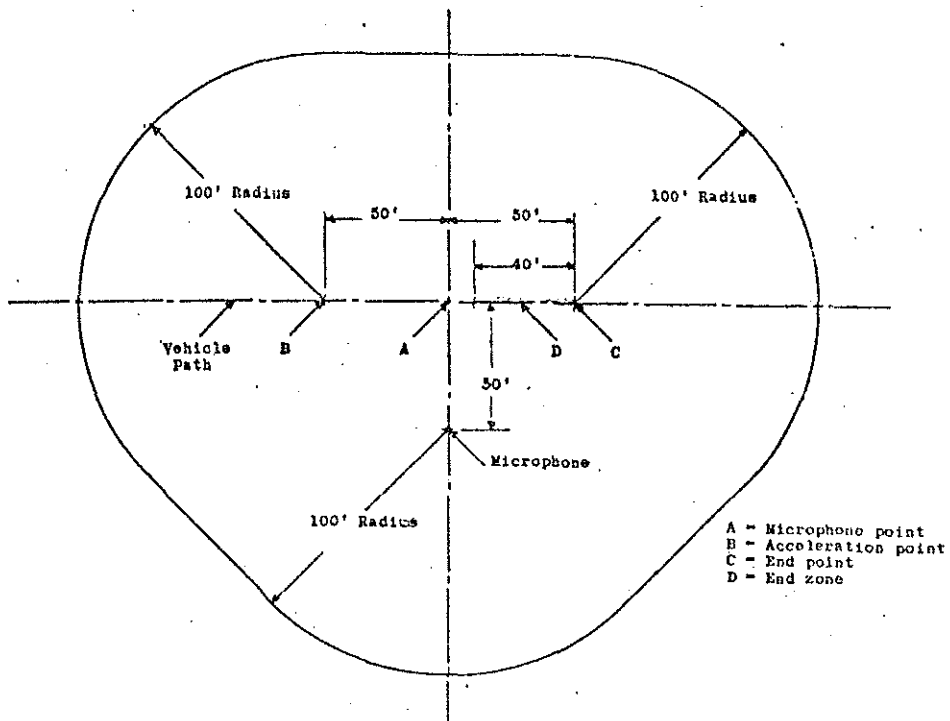 100' Radius
100' Radius
50'
50'
40'
Vehicle
Path
B
A
D
C
50'
Microphone
100' Radius
A - Microphone point
B - Acceleration point
C - End point
D - End zone